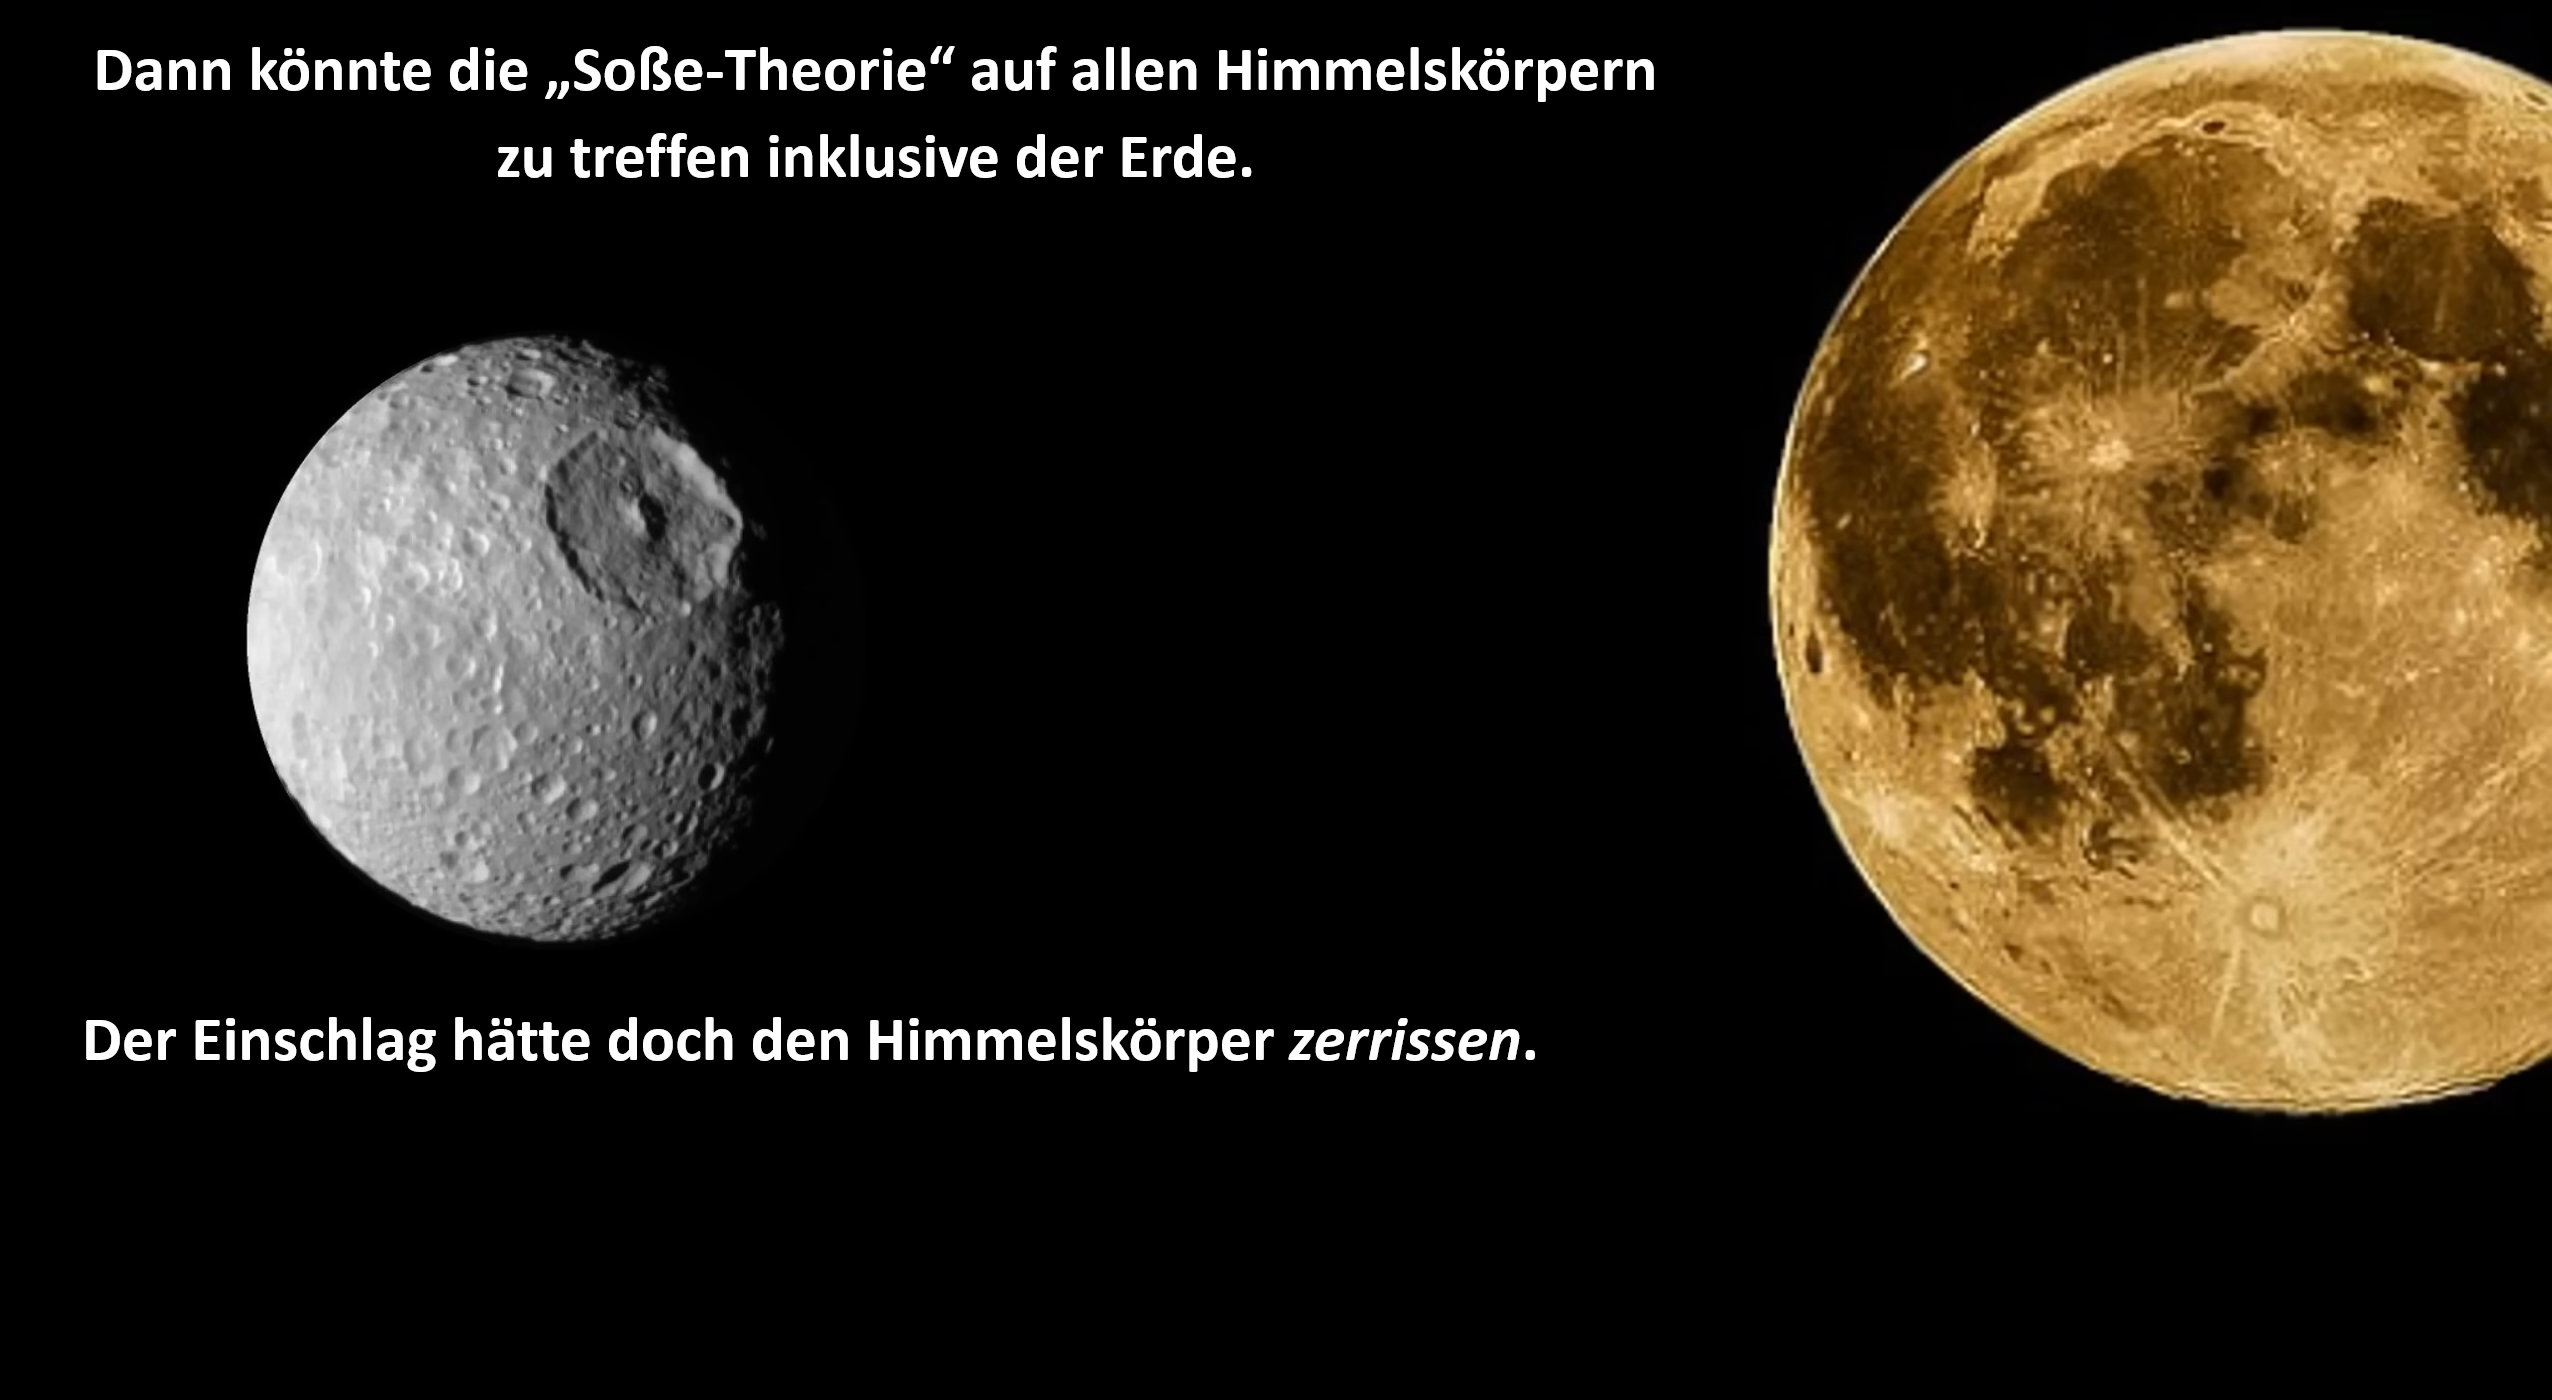 Dann könnte die „Soße-Theorie“ auf allen Himmelskörpern
zu treffen inklusive der Erde.
Der Einschlag hätte doch den Himmelskörper zerrissen.